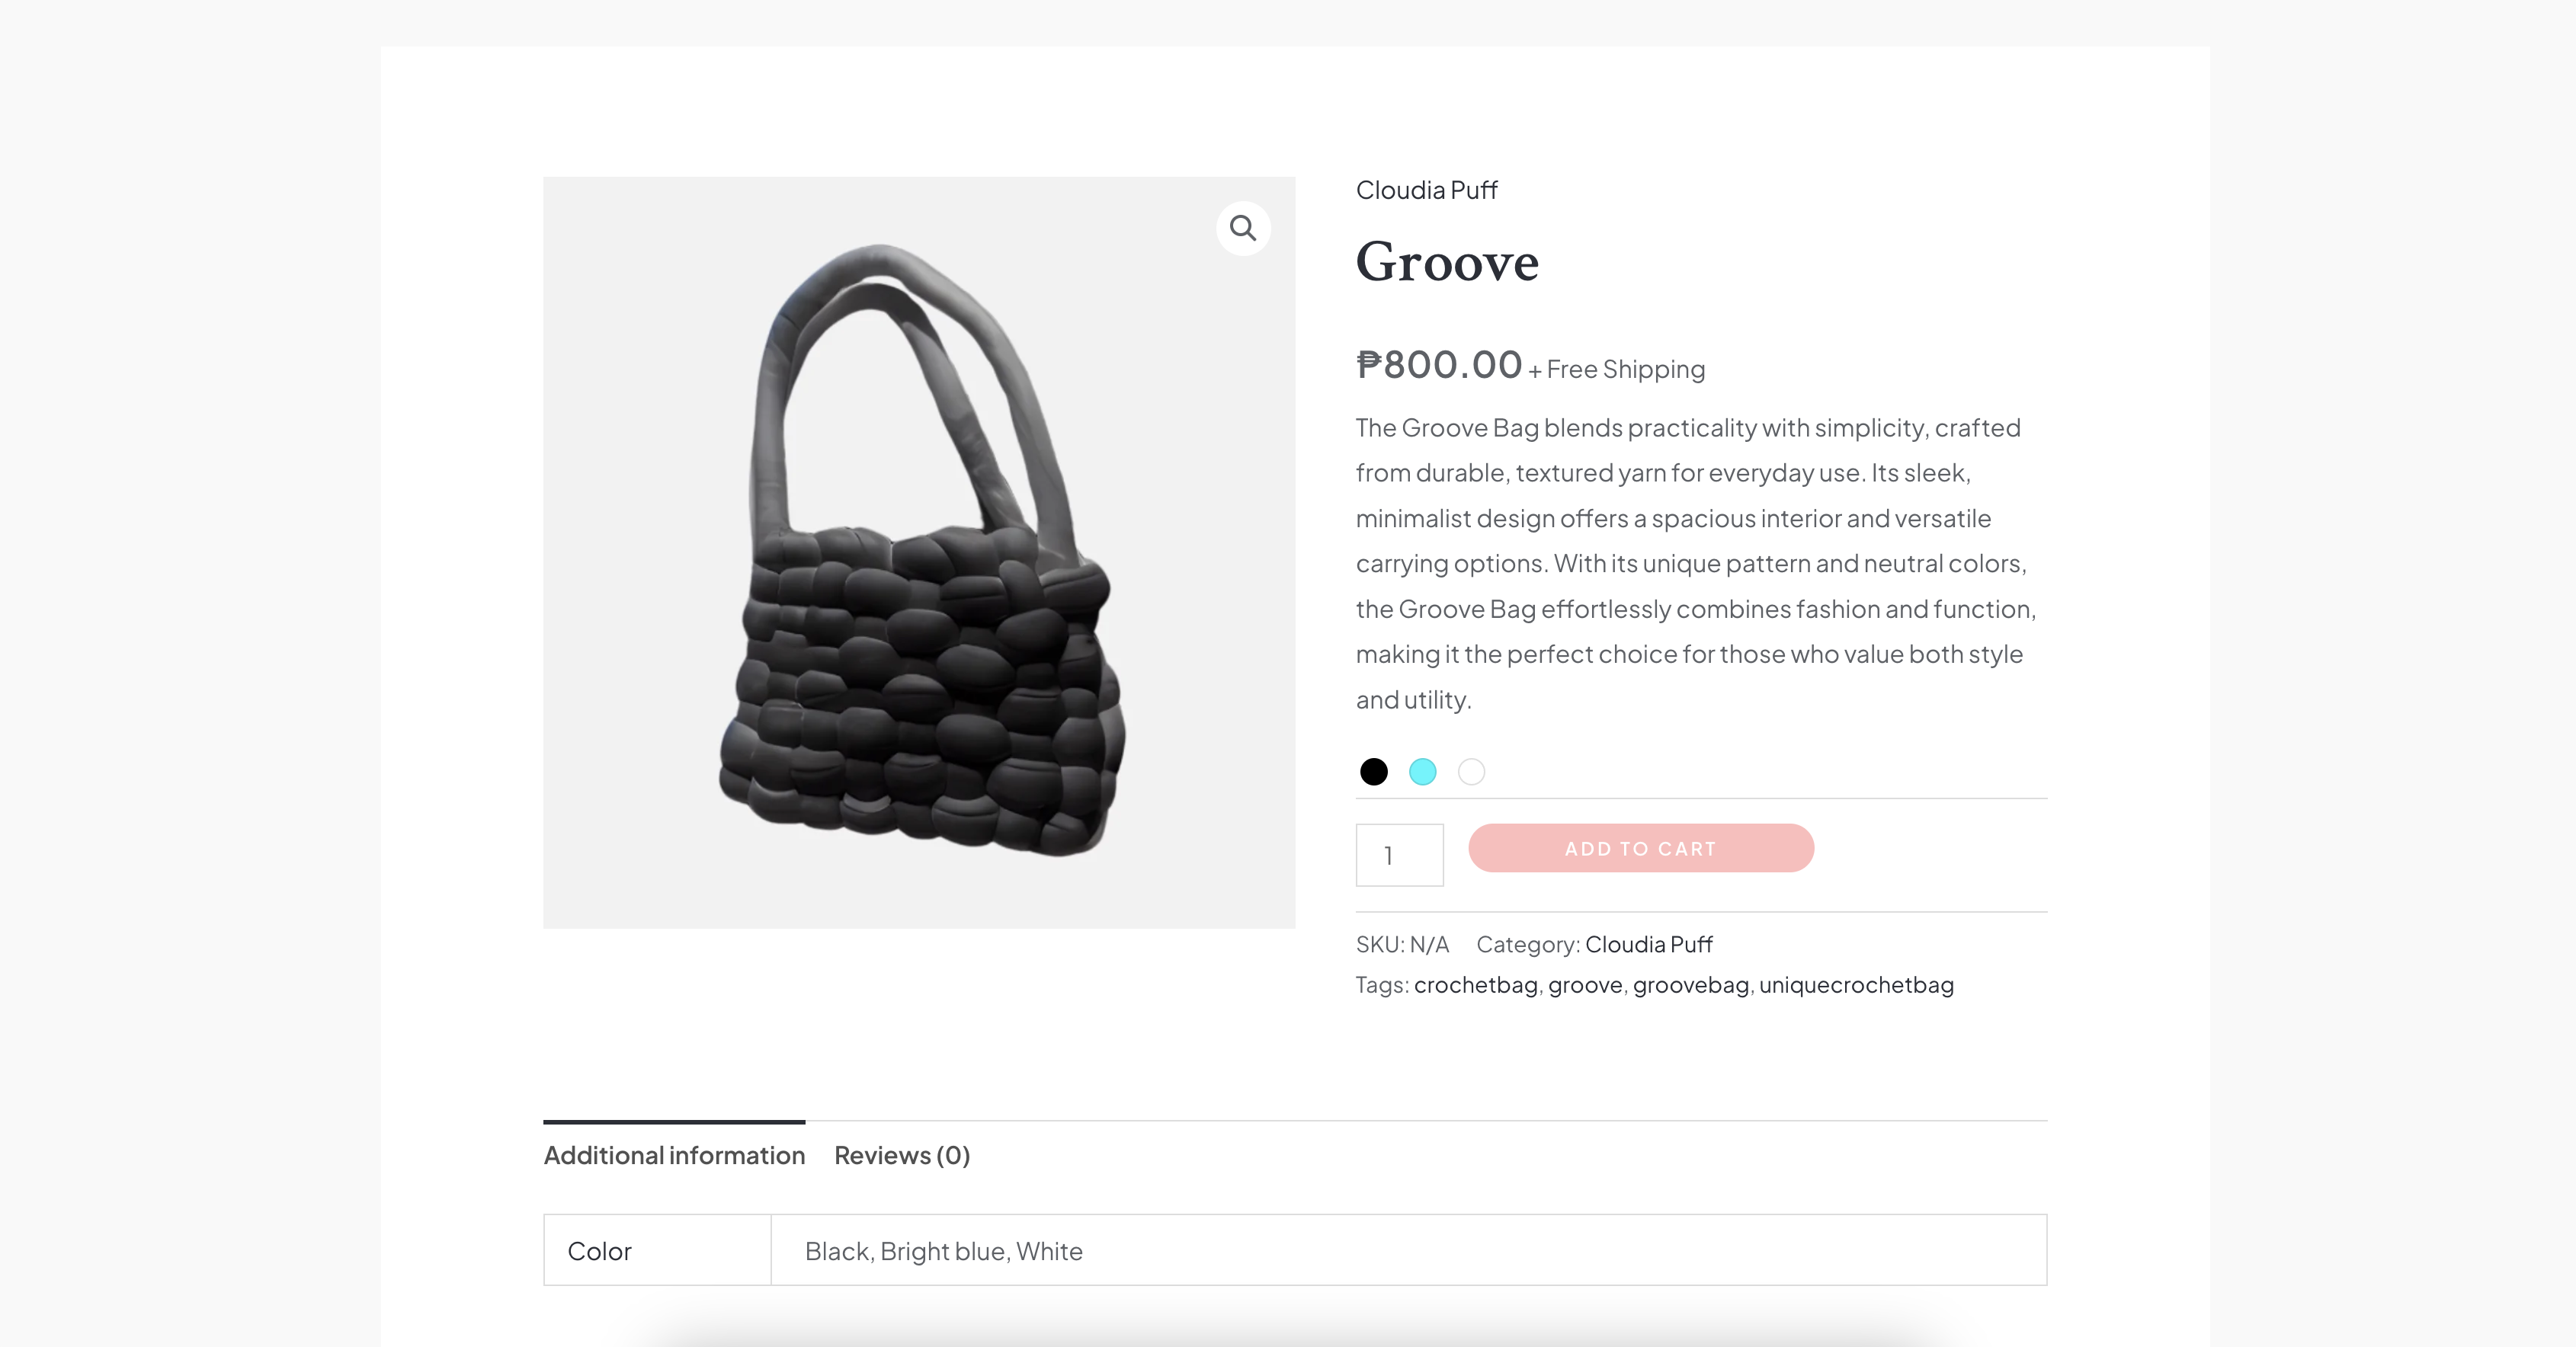 Cloudia Puff
Groove
₱800.00 + Free Shipping
The Groove Bag blends practicality with simplicity, crafted
from durable, textured yarn for everyday use. Its sleek,
minimalist design offers a spacious interior and versatile
carrying options. With its unique pattern and neutral colors,
the Groove Bag effortlessly combines fashion and function,
making it the perfect choice for those who value both style
and utility.
1
ADD TO CART
SKU: N/A Category: Cloudia Puff
Tags: crochetbag, groove, groovebag, uniquecrochetbag
Additional information Reviews (0)
Color Black, Bright blue, White